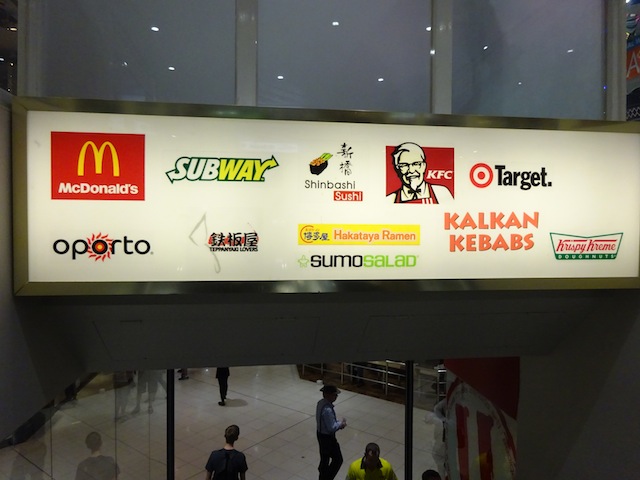 McDonald's
SUBWAY
新橋
Shinbashi
Sushi
KFC
Target.
oporto
鉄板屋
TEPPANYAKI LOVERS
博多屋 Hakataya Ramen
SUMOSALAD
KALKAN
KEBABS
Krispy Kreme
DOUGHNUTS